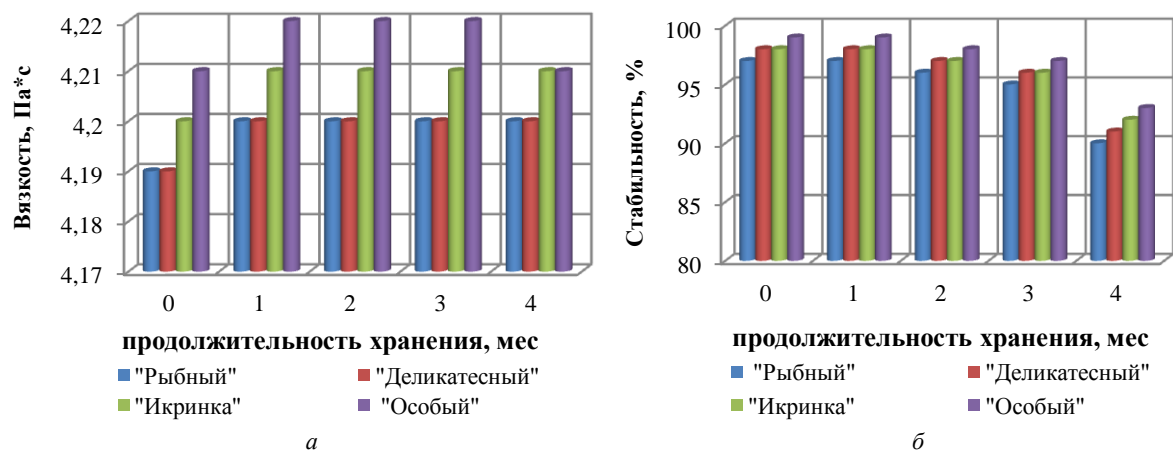 Вязкость, Па*с
4,22
4,21
4,2
4,19
4,18
4,17
0 1 2 3 4
продолжительность хранения, мес
"Рыбный" "Деликатесный"
"Икринка" "Особый"
а
Стабильность, %
100
95
90
85
80
0 1 2 3 4
продолжительность хранения, мес
"Рыбный" "Деликатесный"
"Икринка" "Особый"
б